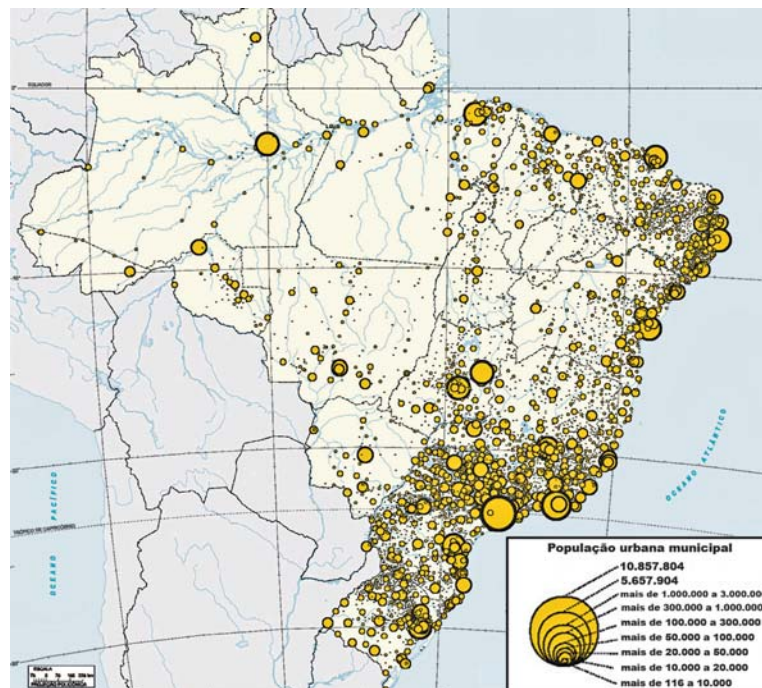 EQUADOR
OCEANO ATLÂNTICO
OCEANO PACÍFICO
TRÓPICO DE CAPRICÓRNIO
População urbana municipal
10.857.804
5.657.904
mais de 1.000.000 a 3.000.000
mais de 300.000 a 1.000.000
mais de 100.000 a 300.000
mais de 50.000 a 100.000
mais de 20.000 a 50.000
mais de 10.000 a 20.000
mais de 116 a 10.000
ESCALA
PROJEÇÃO POLICÔNICA